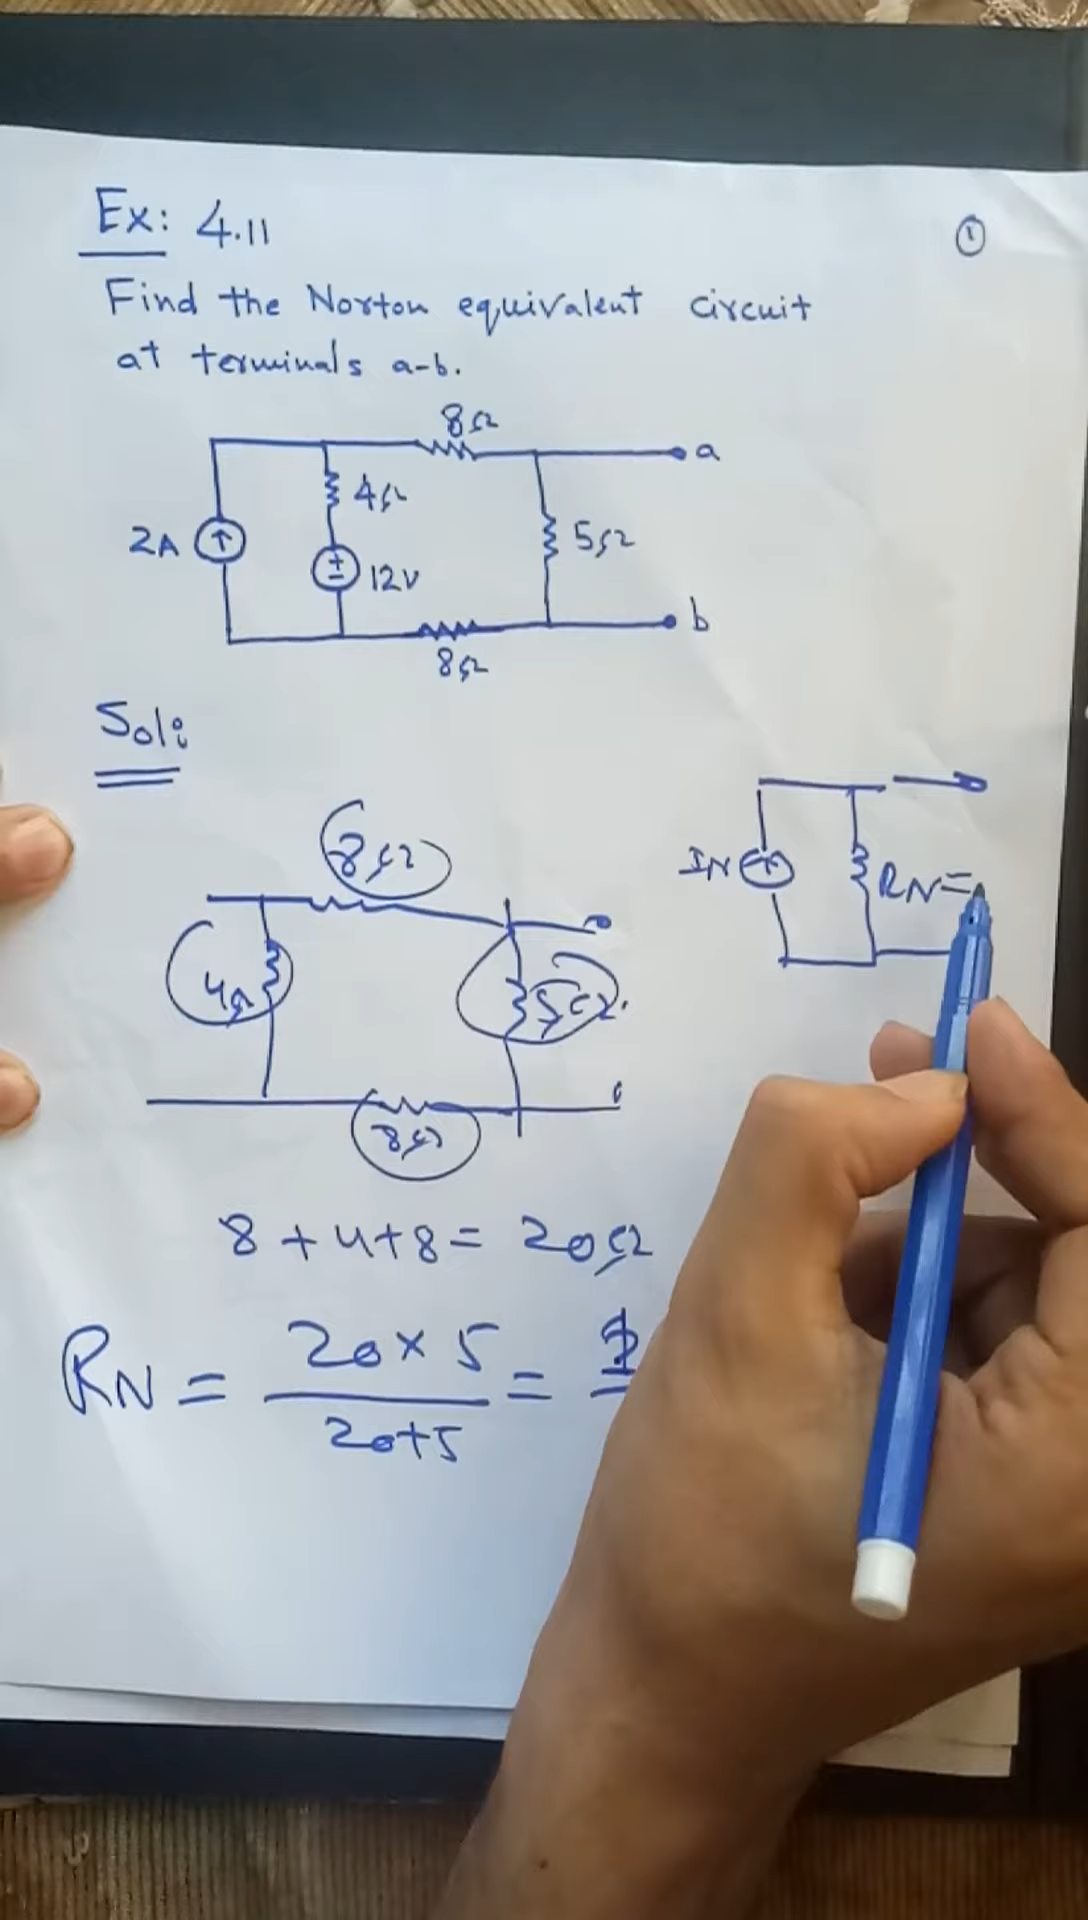 Ex: 4.11
①
Find the Norton equivalent circuit
at terminals a-b.
8Ω
a
4Ω
2A
5Ω
12V
b
8Ω
Sol:
8Ω
IN
RN=
4Ω
5Ω
8Ω
8+4+8= 20Ω
RN = 20×5 =
20+5